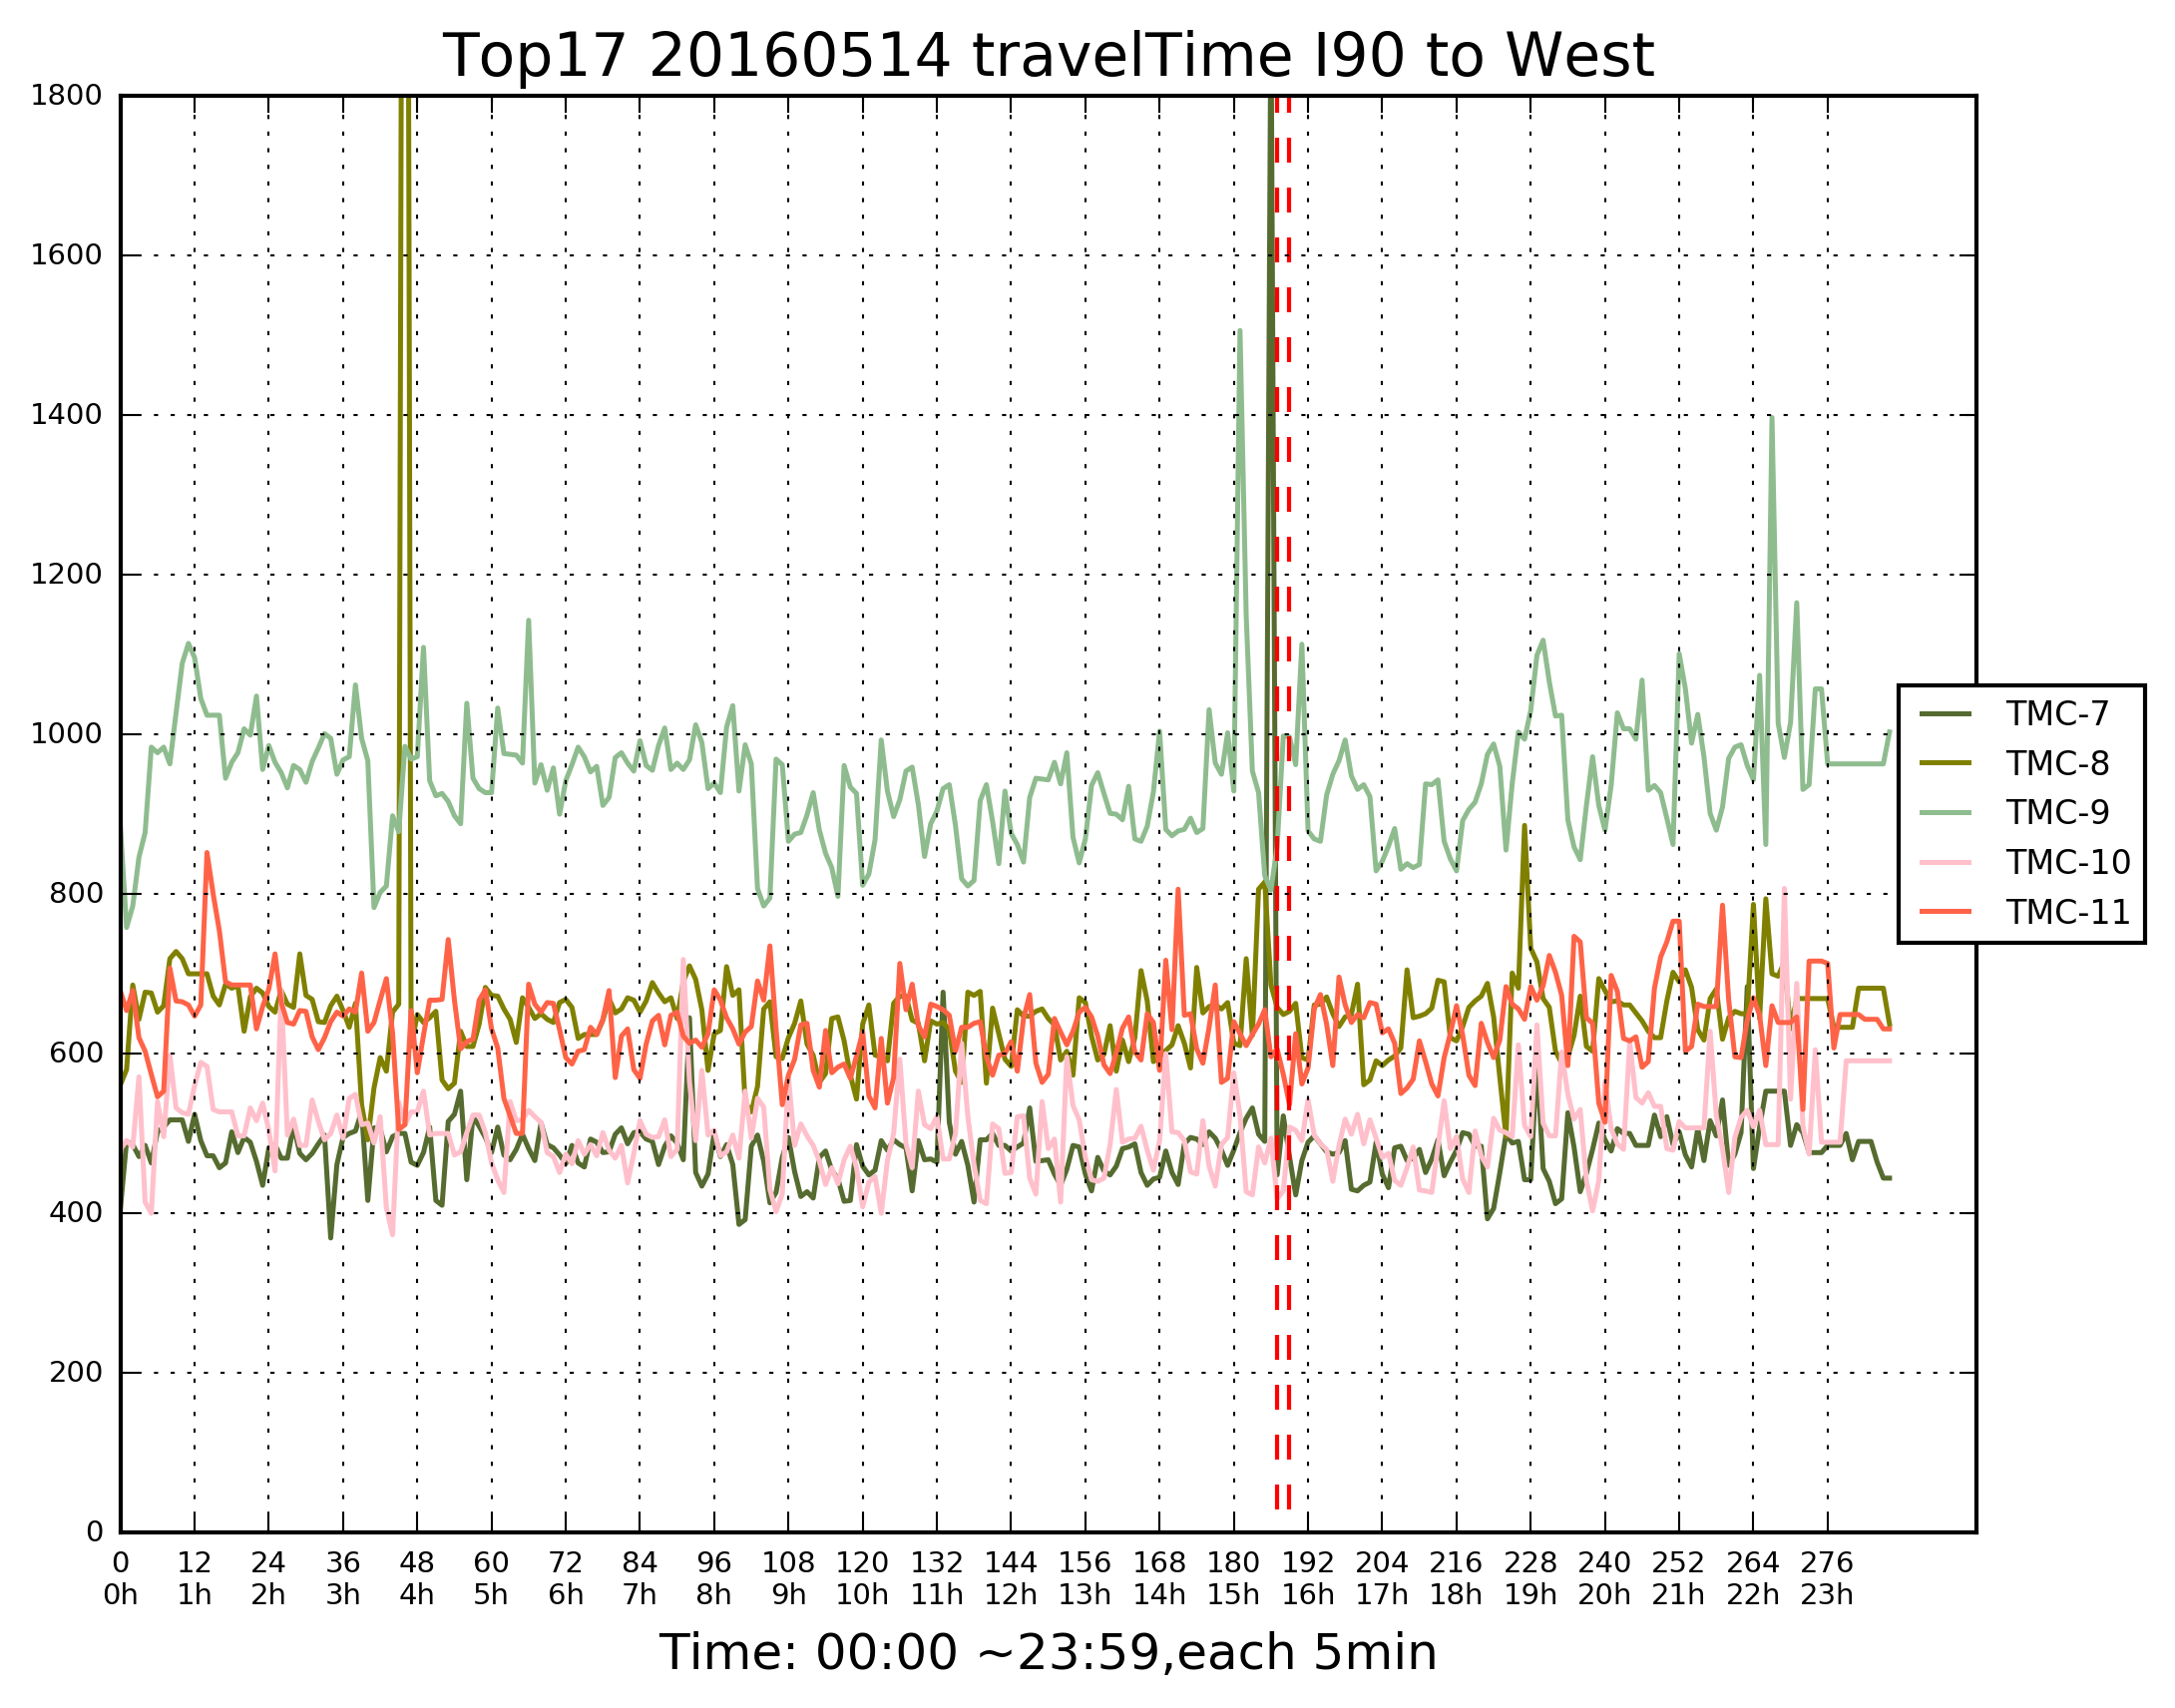 Top17 20160514 travelTime I90 to West
1800
1600
1400
1200
1000
800
600
400
200
0
TMC-7
TMC-8
TMC-9
TMC-10
TMC-11
0 12 24 36 48 60 72 84 96 108 120 132 144 156 168 180 192 204 216 228 240 252 264 276
0h 1h 2h 3h 4h 5h 6h 7h 8h 9h 10h 11h 12h 13h 14h 15h 16h 17h 18h 19h 20h 21h 22h 23h
Time: 00:00 ~23:59,each 5min